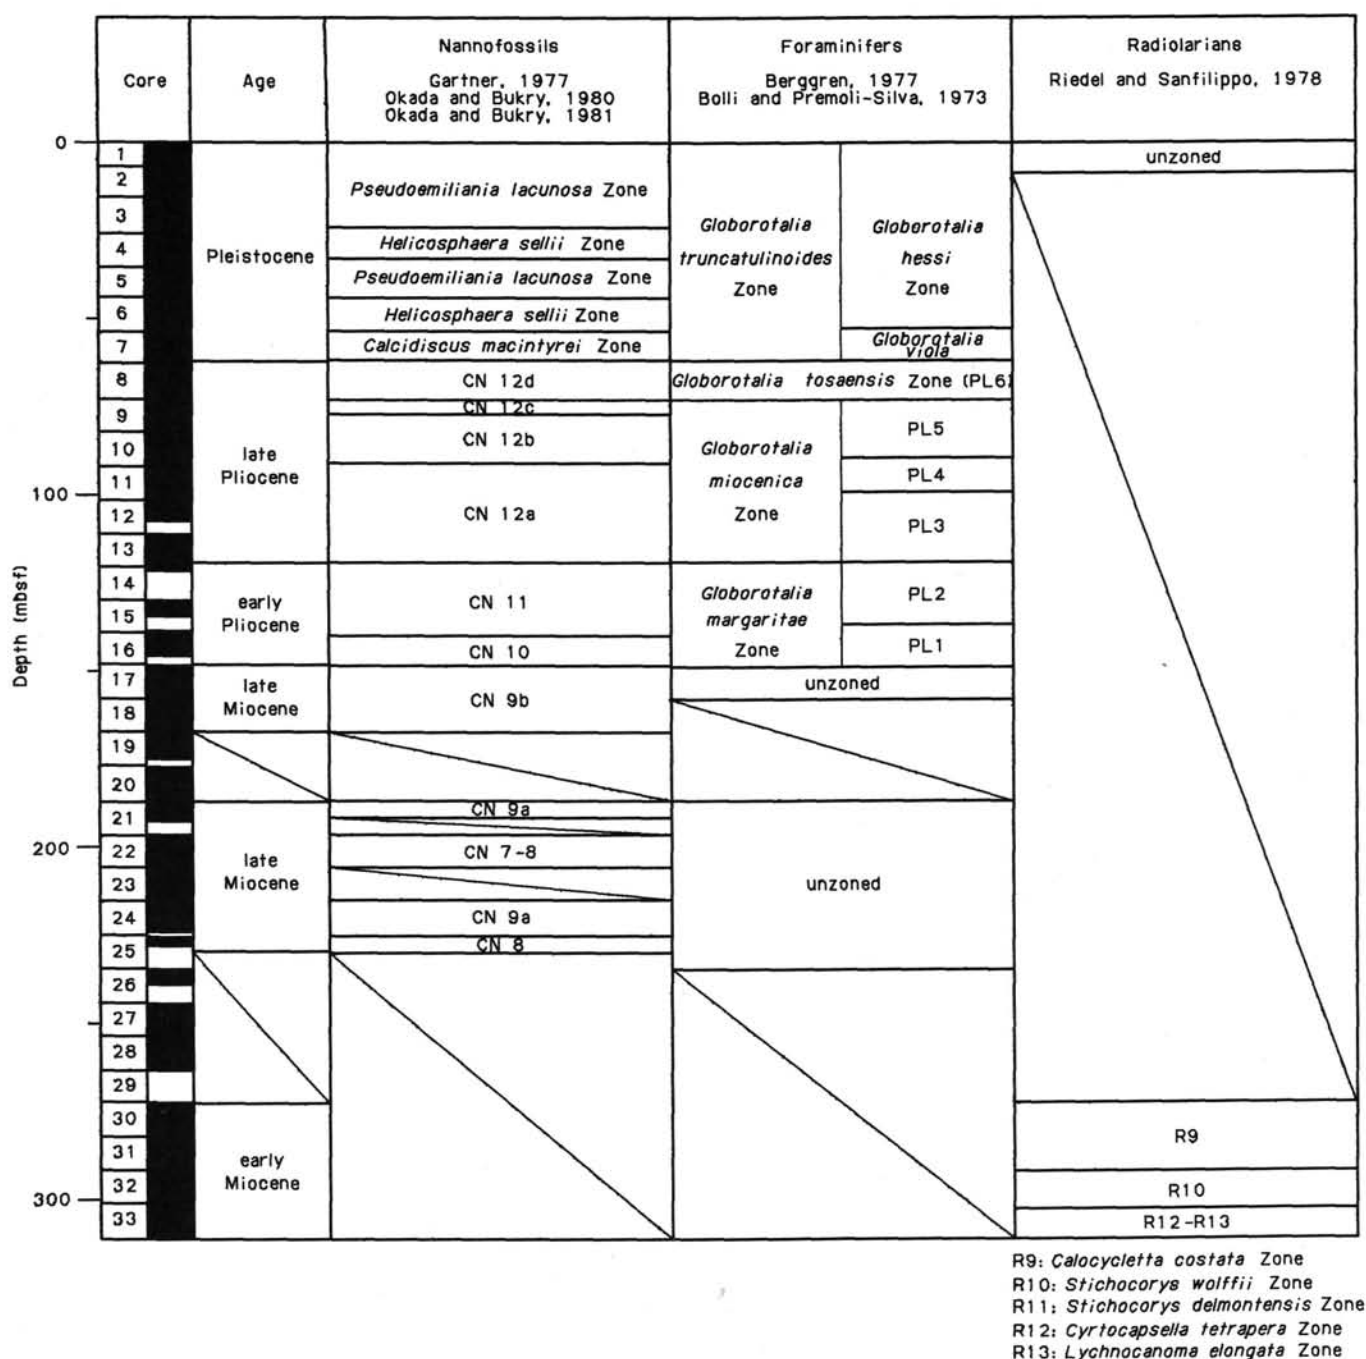 Core
Age
Nannofossils
Gartner, 1977
Okada and Bukry, 1980
Okada and Bukry, 1981
Foraminifers
Berggren, 1977
Bolli and Premoli-Silva, 1973
Radiolarians
Riedel and Sanfilippo, 1978
Depth (mbsf)
0
100
200
300
1
2
3
4
5
6
7
8
9
10
11
12
13
14
15
16
17
18
19
20
21
22
23
24
25
26
27
28
29
30
31
32
33
Pleistocene
late
Pliocene
early
Pliocene
late
Miocene
late
Miocene
early
Miocene
Pseudoemiliania lacunosa Zone
Helicosphaera sellii Zone
Pseudoemiliania lacunosa Zone
Helicosphaera sellii Zone
Calcidiscus macintyrei Zone
CN 12d
CN 12c
CN 12b
CN 12a
CN 11
CN 10
CN 9b
CN 9a
CN 7-8
CN 9a
CN 8
Globorotalia
truncatulinoides
Zone
Globorotalia
hessi
Zone
Globorotalia
viola
Globorotalia tosaensis Zone (PL6)
Globorotalia
miocenica
Zone
PL5
PL4
PL3
Globorotalia
margaritae
Zone
PL2
PL1
unzoned
unzoned
unzoned
R9
R10
R12-R13
R9: Calocycletta costata Zone
R10: Stichocorys wolffii Zone
R11: Stichocorys delmontensis Zone
R12: Cyrtocapsella tetrapera Zone
R13: Lychnocanoma elongata Zone